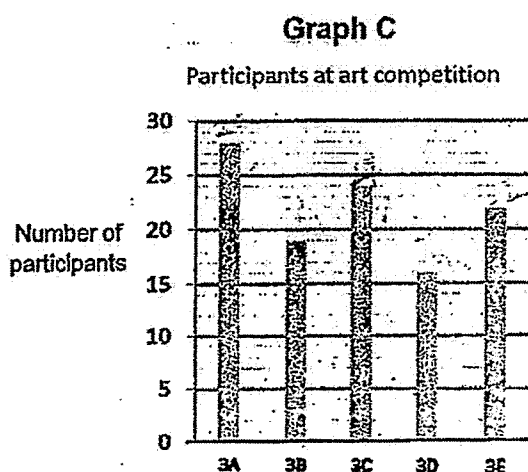 Graph C
Participants at art competition
30
25
20
15
10
5
0
Number of
participants
3A 3B 3C 3D 3E